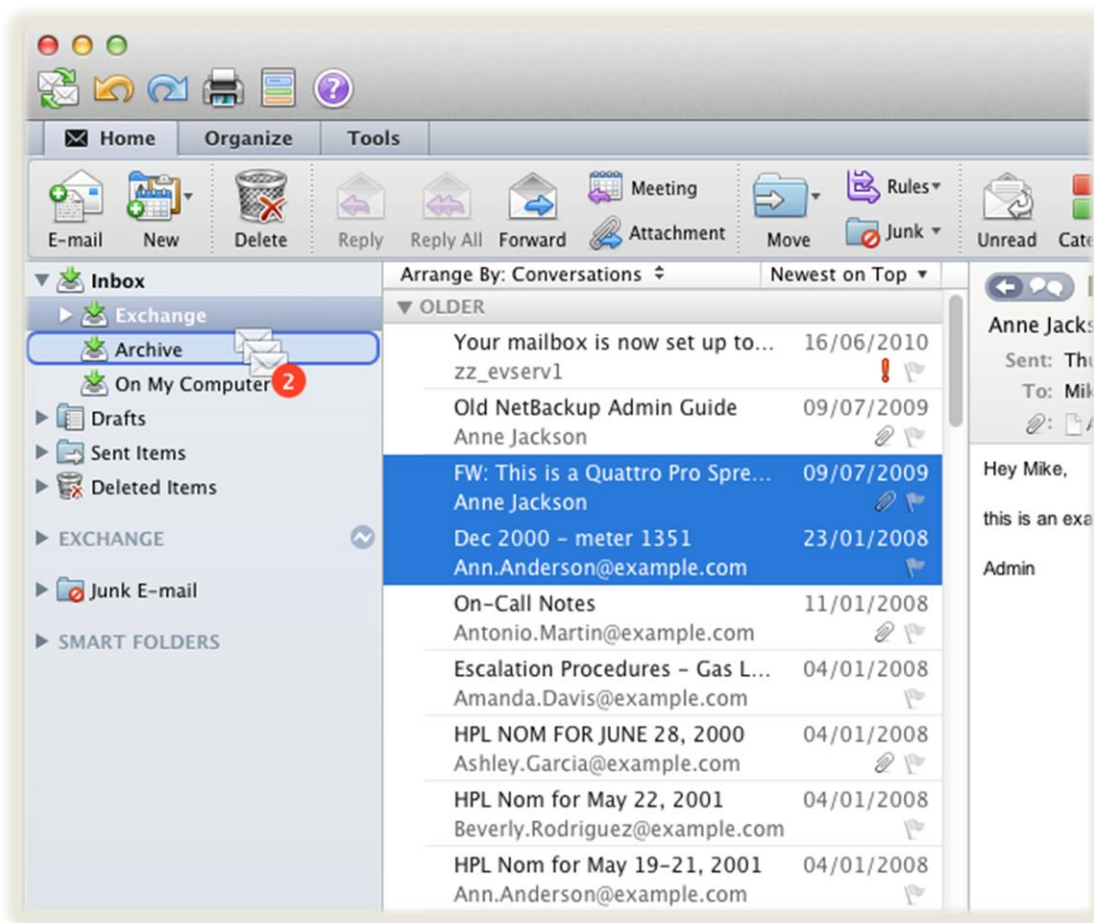 Home Organize Tools
Meeting Rules
E-mail New Delete Reply Reply All Forward Attachment Move Junk Unread
Inbox
Exchange
Archive
On My Computer 2
Drafts
Sent Items
Deleted Items
EXCHANGE
Junk E-mail
SMART FOLDERS
Arrange By: Conversations Newest on Top
OLDER
Your mailbox is now set up to... 16/06/2010
zz_evserv1
Old NetBackup Admin Guide 09/07/2009
Anne Jackson
FW: This is a Quattro Pro Spre... 09/07/2009
Anne Jackson
Dec 2000 – meter 1351 23/01/2008
Ann.Anderson@example.com
On-Call Notes 11/01/2008
Antonio.Martin@example.com
Escalation Procedures – Gas L... 04/01/2008
Amanda.Davis@example.com
HPL NOM FOR JUNE 28, 2000 04/01/2008
Ashley.Garcia@example.com
HPL Nom for May 22, 2001 04/01/2008
Beverly.Rodriguez@example.com
HPL Nom for May 19-21, 2001 04/01/2008
Ann.Anderson@example.com
Anne
Sent:
To:
Hey Mike,
this is an
Admin